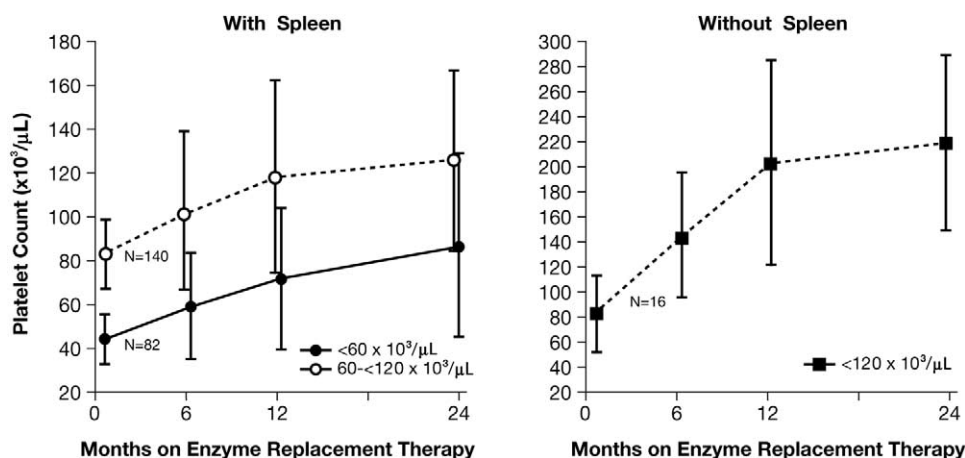 With Spleen
Platelet Count (x10³/μL)
180
160
140
120
100
80
60
40
20
N=140
N=82
<60 x 10³/μL
60-<120 x 10³/μL
0
6
12
24
Months on Enzyme Replacement Therapy
Without Spleen
300
280
260
240
220
200
180
160
140
120
100
80
60
40
20
N=16
<120 x 10³/μL
0
6
12
24
Months on Enzyme Replacement Therapy